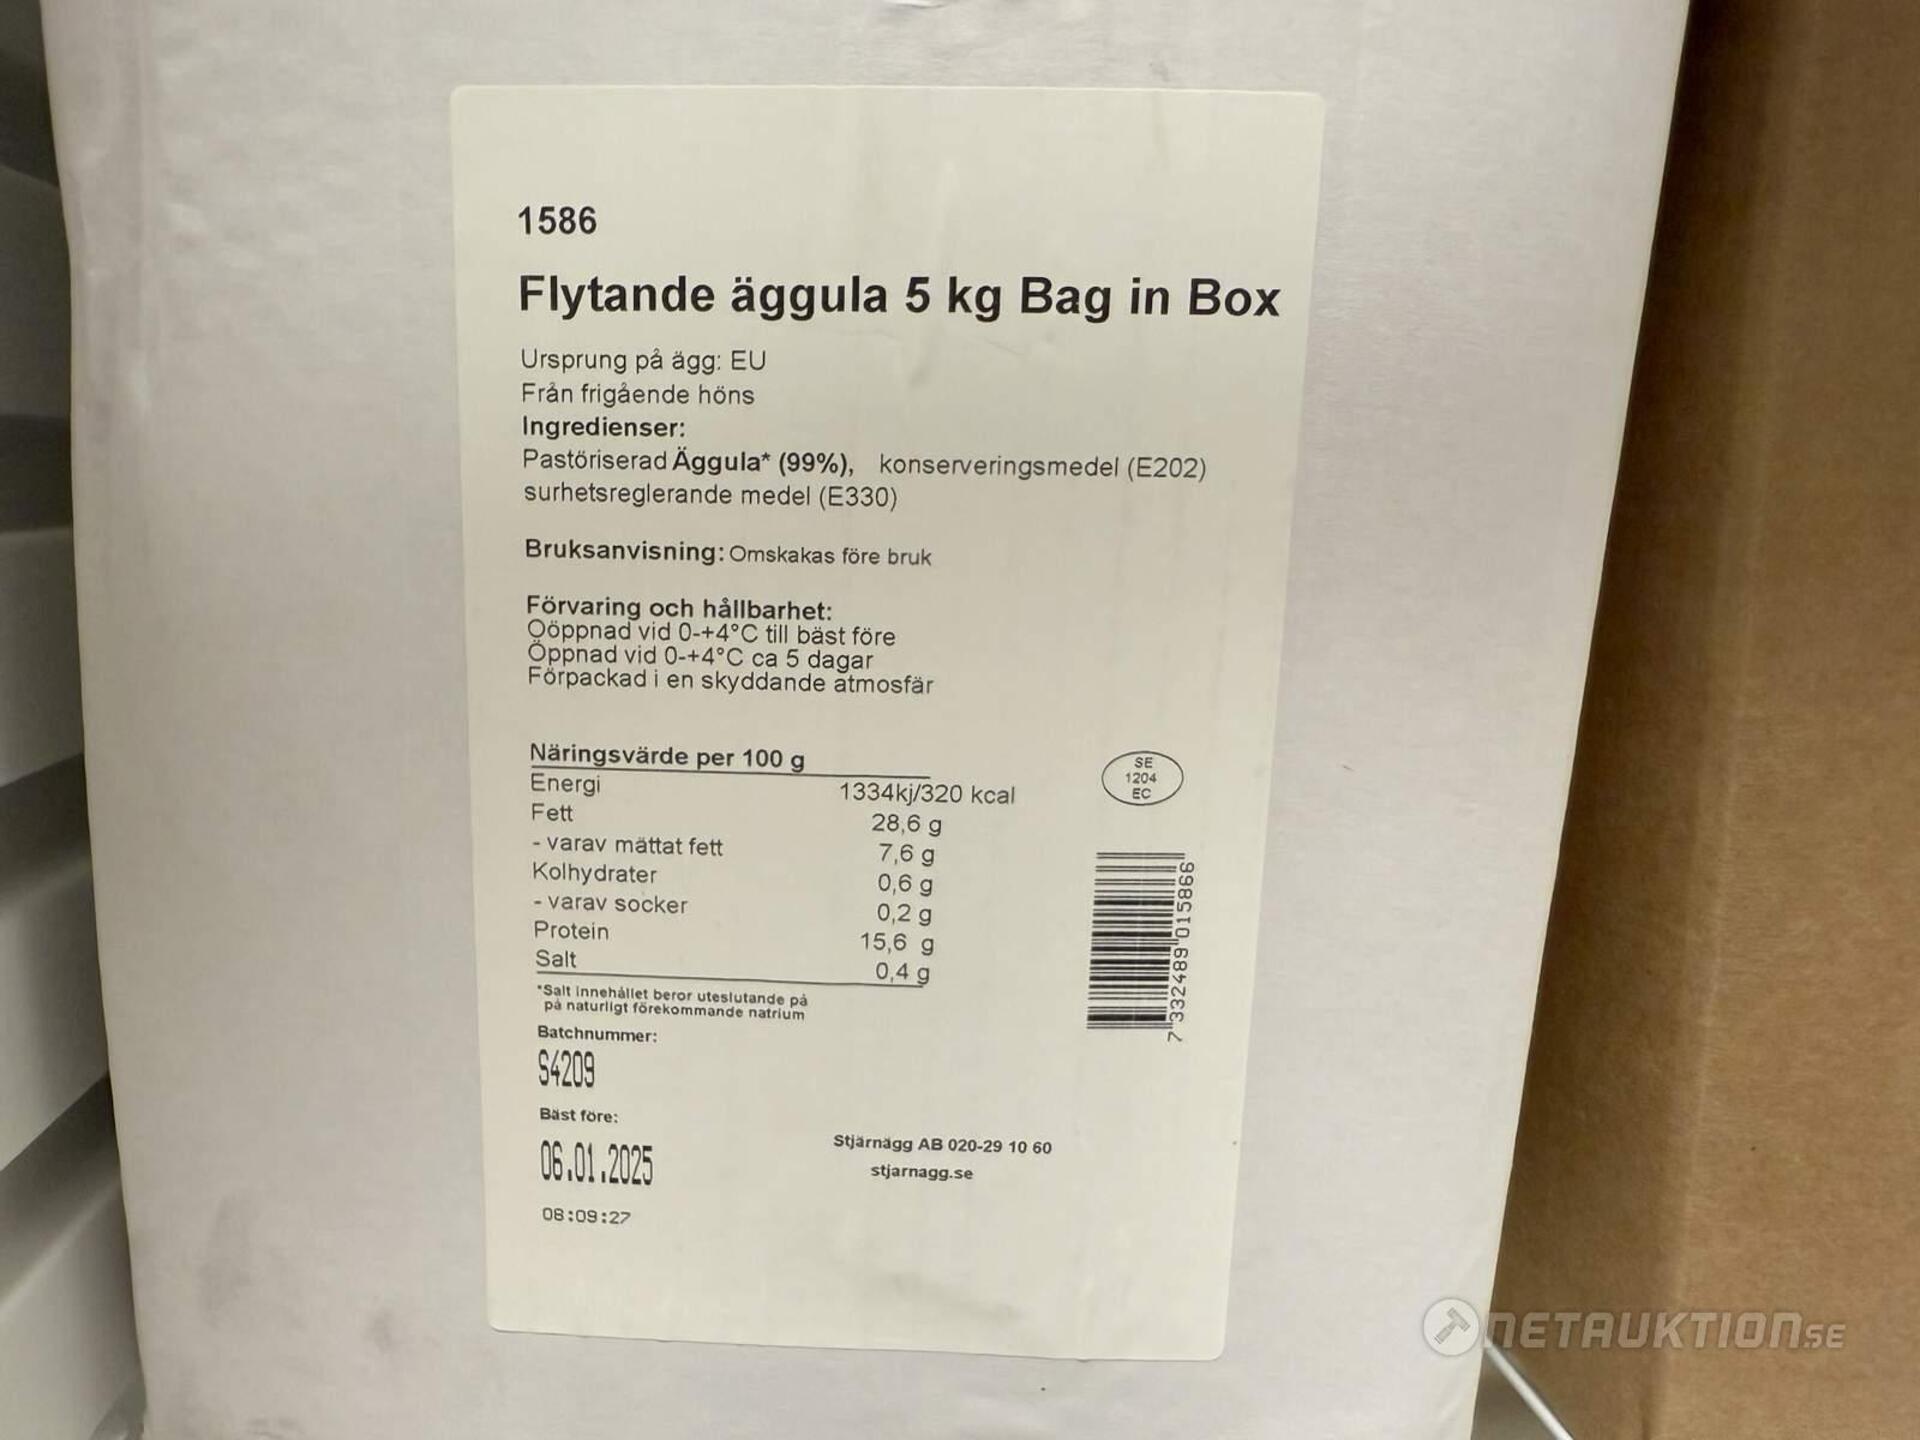 1586
Flytande äggula 5 kg Bag in Box
Ursprung på ägg: EU
Från frigående höns
Ingredienser:
Pastöriserad Äggula* (99%), konserveringsmedel (E202)
surhetsreglerande medel (E330)
Bruksanvisning: Omskakas före bruk
Förvaring och hållbarhet:
Oöppnad vid 0-+4°C till bäst före
Öppnad vid 0-+4°C ca 5 dagar
Förpackad i en skyddande atmosfär
Näringsvärde per 100 g
Energi 1334kj/320 kcal
Fett 28,6 g
- varav mättat fett 7,6 g
Kolhydrater 0,6 g
- varav socker 0,2 g
Protein 15,6 g
Salt 0,4 g
*Salt innehållet beror uteslutande på
på naturligt förekommande natrium
SE
1204
EC
7 332489 015866
Batchnummer:
S4209
Bäst före:
06.01.2025
08:09:27
Stjärnägg AB 020-29 10 60
stjarnagg.se
NETAUKTION.SE